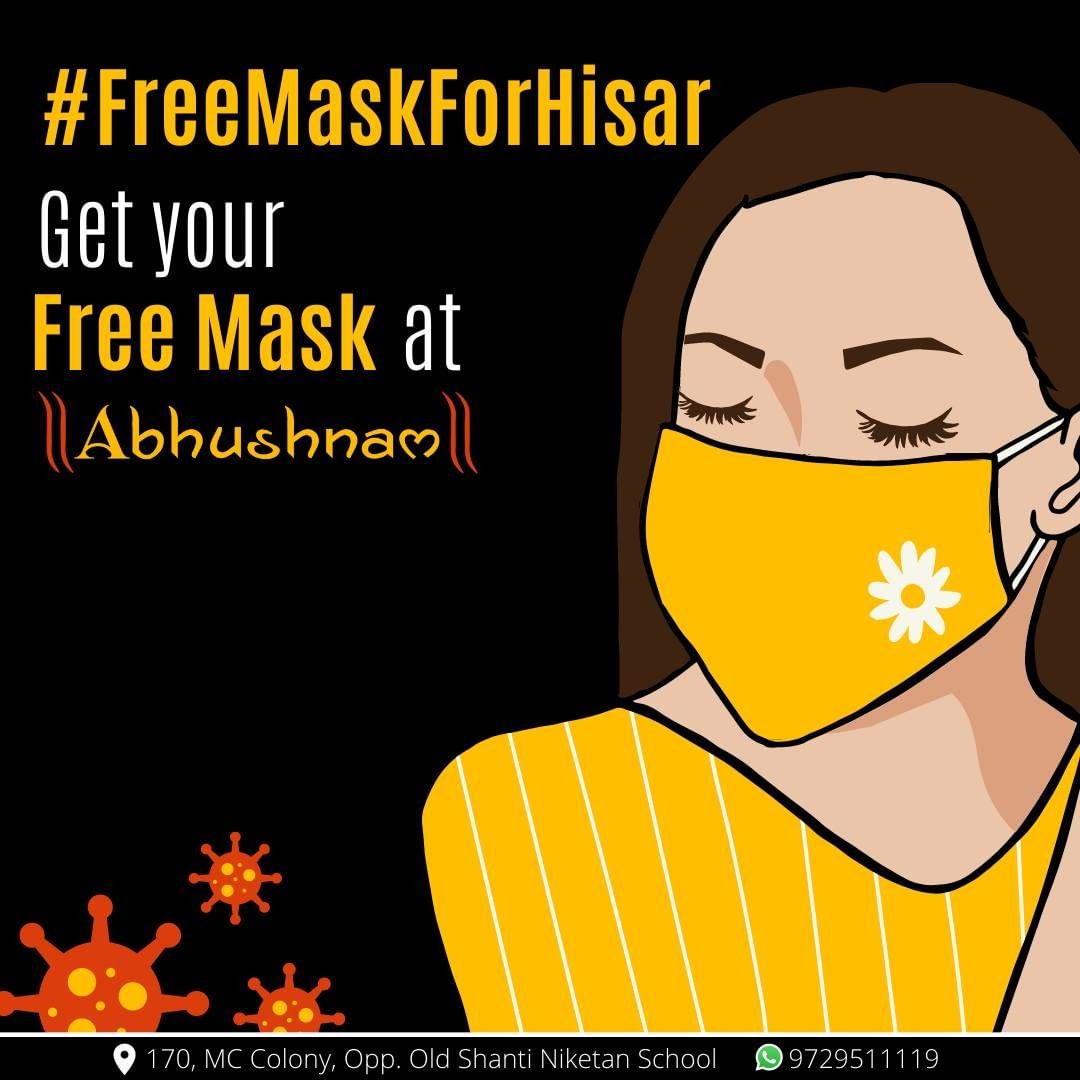 #FreeMaskForHisar
Get your
Free Mask at
Abhushnam
170, MC Colony, Opp. Old Shanti Niketan School 9729511119